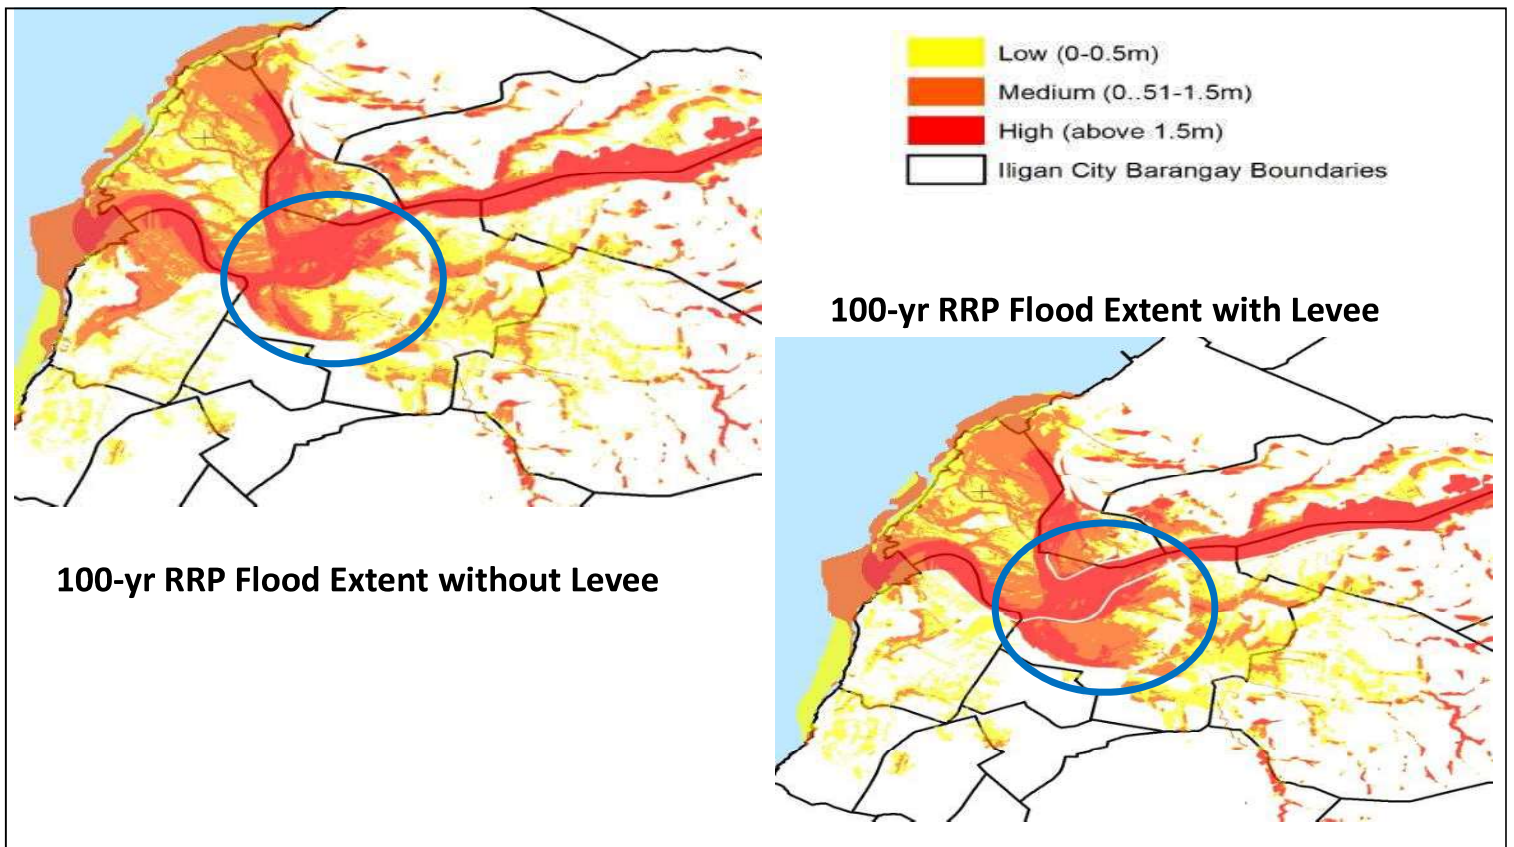 Low (0-0.5m)
Medium (0..51-1.5m)
High (above 1.5m)
Iligan City Barangay Boundaries
100-yr RRP Flood Extent with Levee
100-yr RRP Flood Extent without Levee